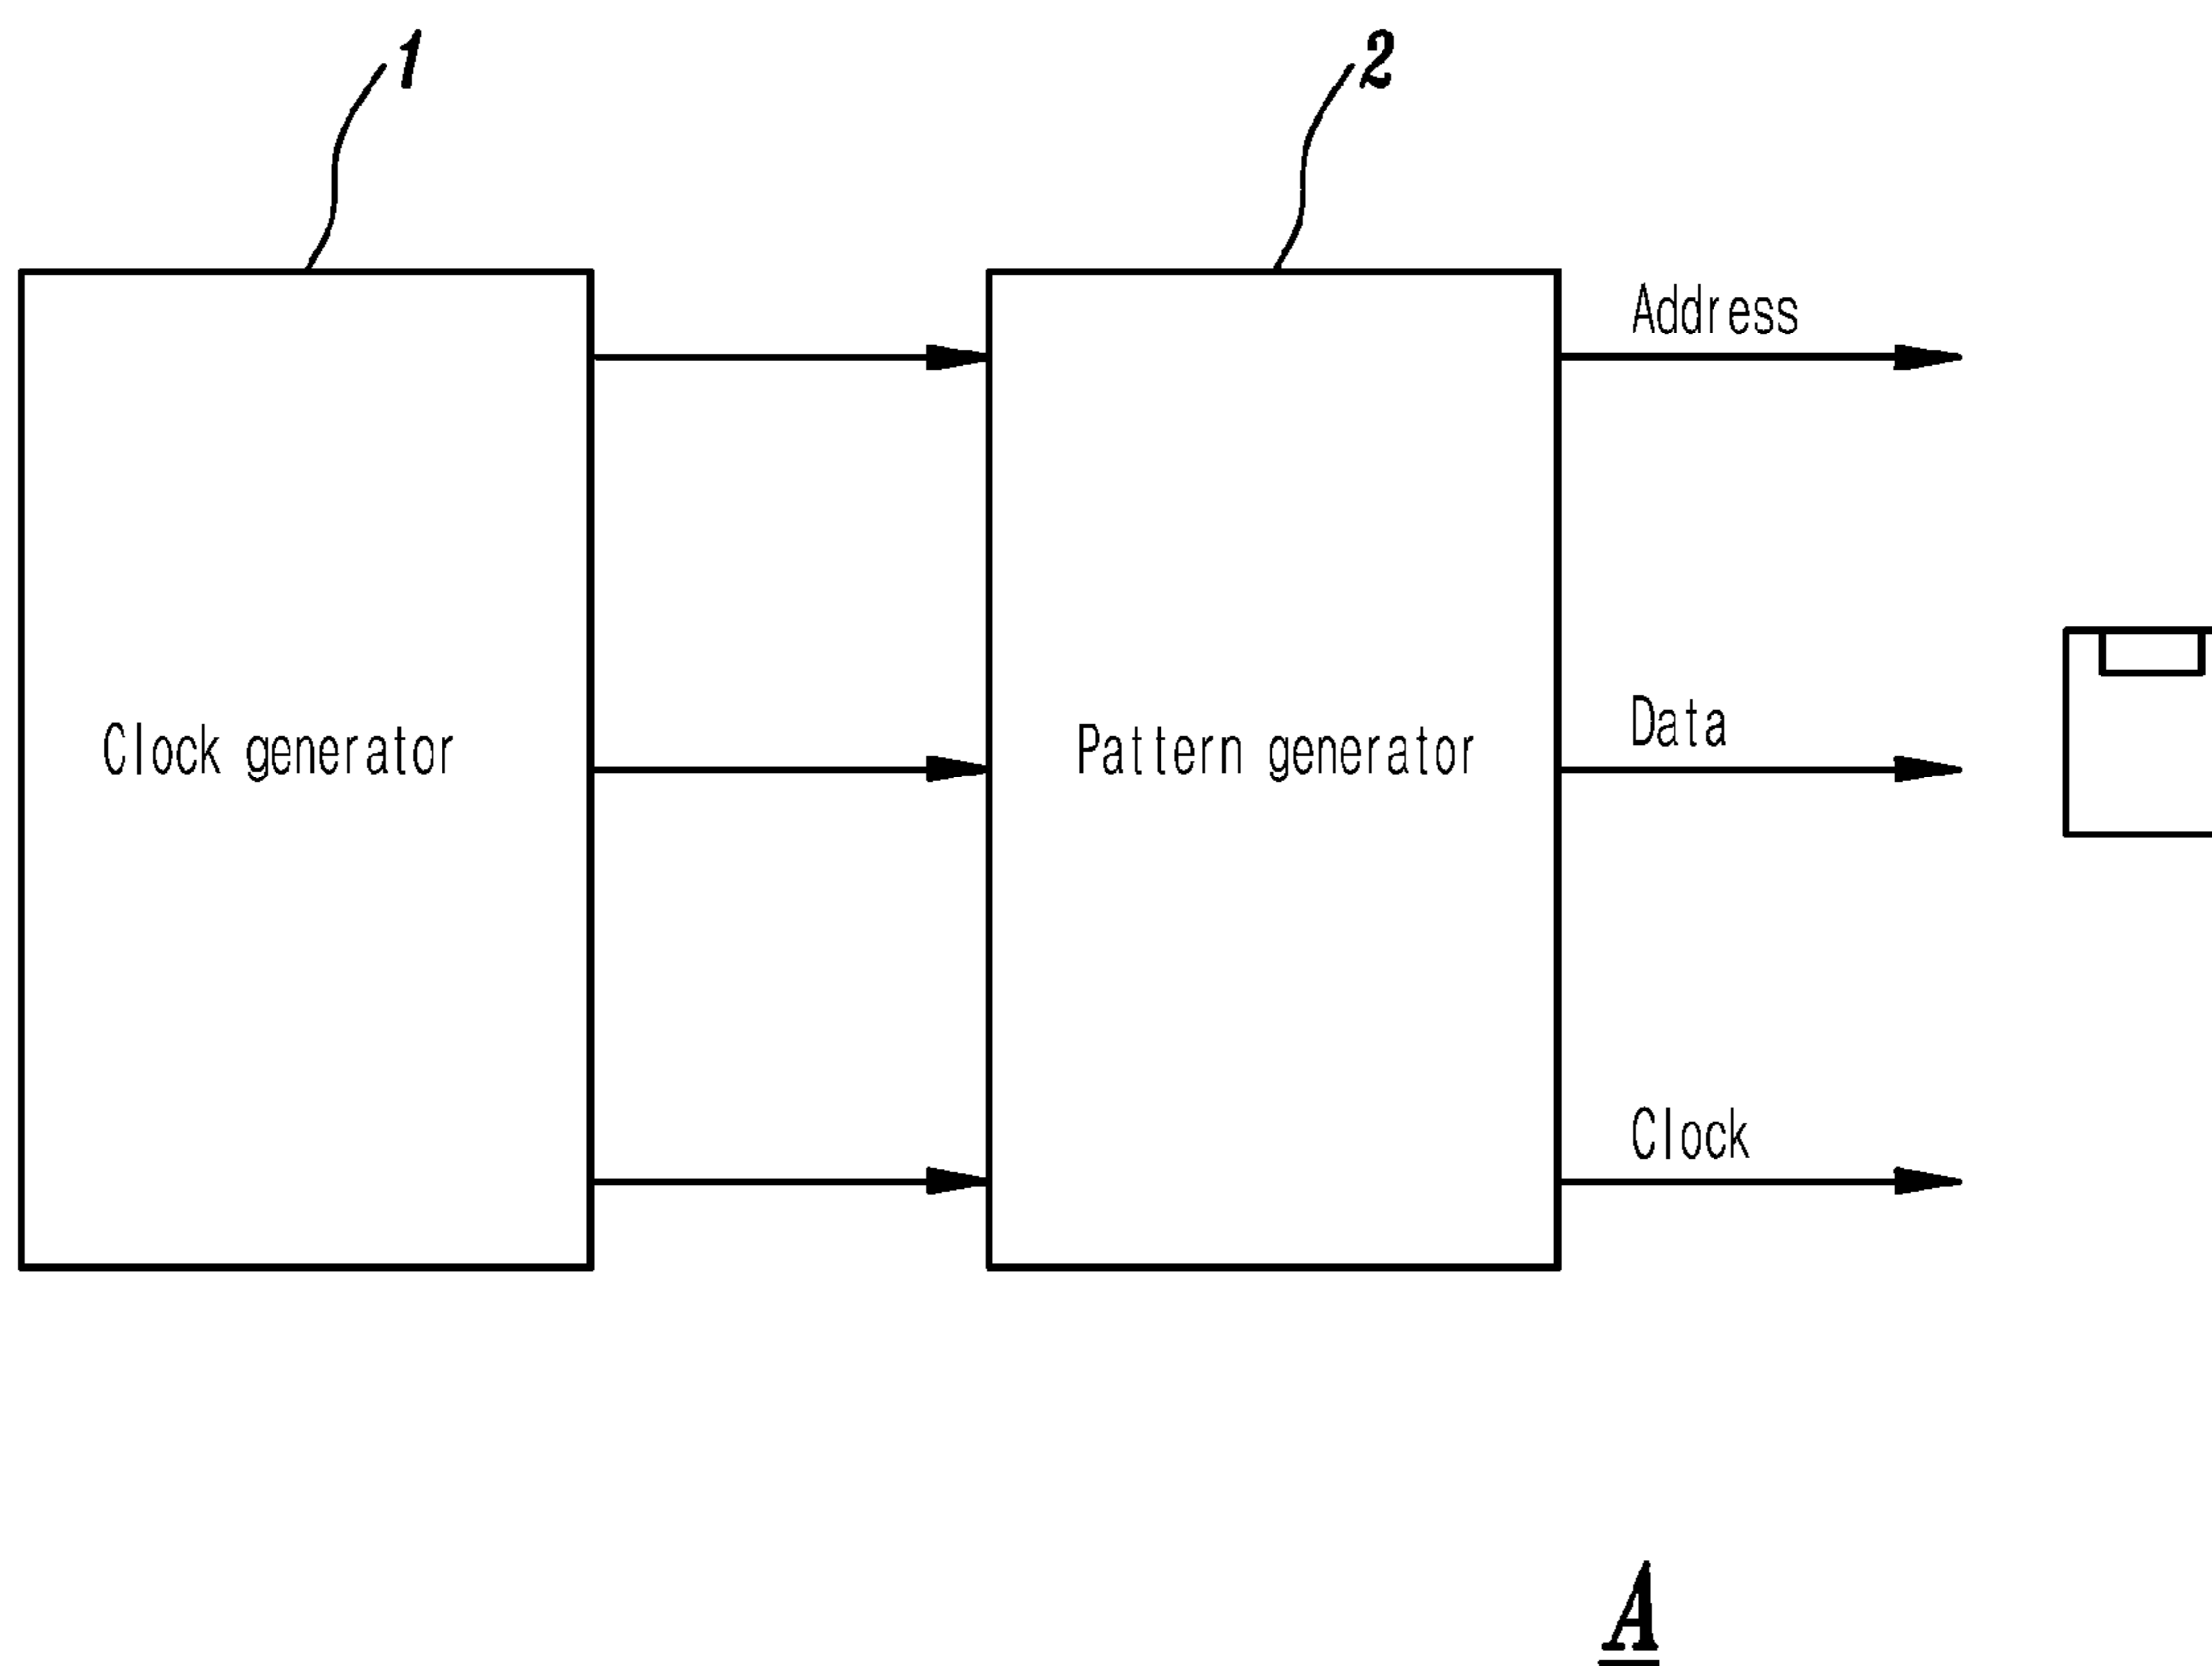 1
2
Address
Clock generator
Pattern generator
Data
Clock
A